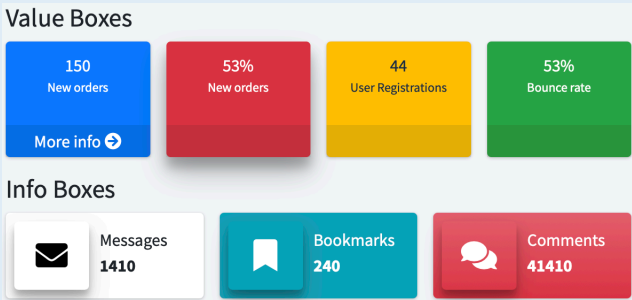 Value Boxes
150
New orders
More info
53%
New orders
44
User Registrations
53%
Bounce rate
Info Boxes
Messages
1410
Bookmarks
240
Comments
41410